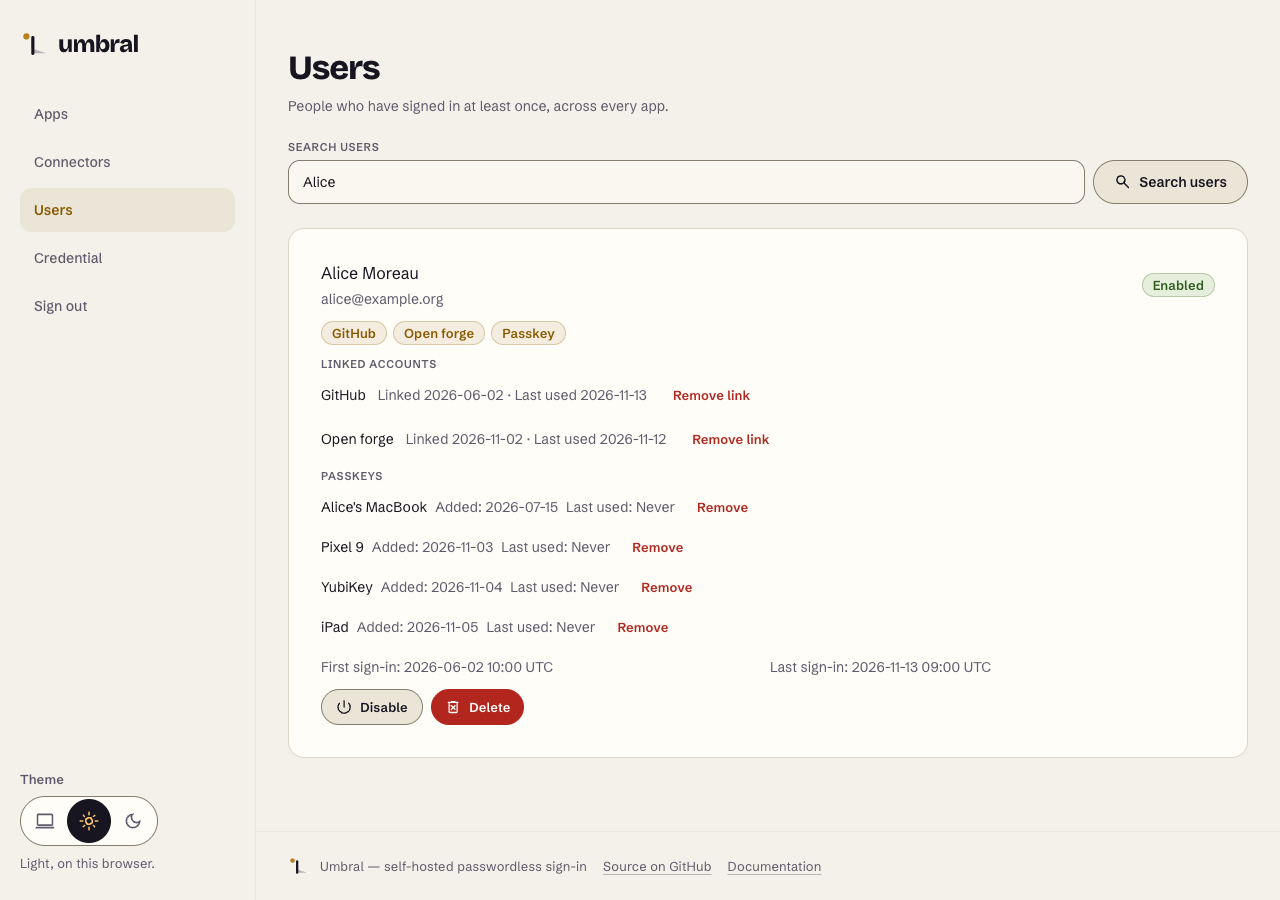 umbral
Apps
Connectors
Users
Credential
Sign out
Theme
Light, on this browser.
Users
People who have signed in at least once, across every app.
SEARCH USERS
Alice
Search users
Alice Moreau
alice@example.org
Enabled
GitHub Open forge Passkey
LINKED ACCOUNTS
GitHub Linked 2026-06-02 · Last used 2026-11-13 Remove link
Open forge Linked 2026-11-02 · Last used 2026-11-12 Remove link
PASSKEYS
Alice's MacBook Added: 2026-07-15 Last used: Never Remove
Pixel 9 Added: 2026-11-03 Last used: Never Remove
YubiKey Added: 2026-11-04 Last used: Never Remove
iPad Added: 2026-11-05 Last used: Never Remove
First sign-in: 2026-06-02 10:00 UTC Last sign-in: 2026-11-13 09:00 UTC
Disable Delete
Umbral — self-hosted passwordless sign-in Source on GitHub Documentation